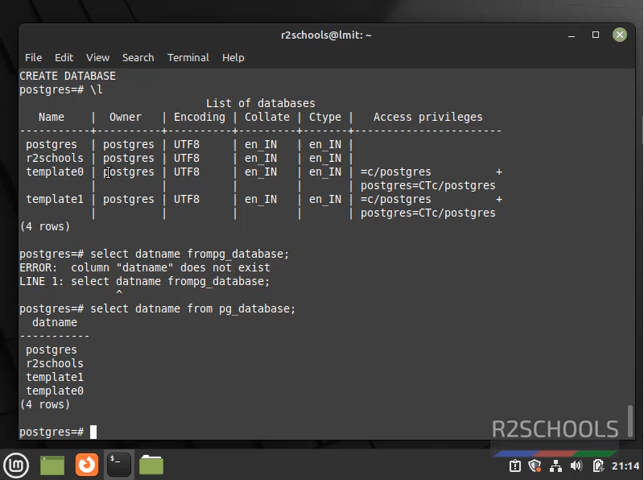 r2schools@lmit: ~
File Edit View Search Terminal Help
CREATE DATABASE
postgres=# \l
List of databases
Name | Owner | Encoding | Collate | Ctype | Access privileges
-----------+----------+----------+---------+-------+-----------------------
postgres | postgres | UTF8 | en_IN | en_IN |
r2schools | postgres | UTF8 | en_IN | en_IN |
template0 | postgres | UTF8 | en_IN | en_IN | =c/postgres +
| | | | | postgres=CTc/postgres
template1 | postgres | UTF8 | en_IN | en_IN | =c/postgres +
| | | | | postgres=CTc/postgres
(4 rows)
postgres=# select datname frompg_database;
ERROR: column "datname" does not exist
LINE 1: select datname frompg_database;
^
postgres=# select datname from pg_database;
datname
-----------
postgres
r2schools
template1
template0
(4 rows)
postgres=#
R2SCHOOLS
21:14